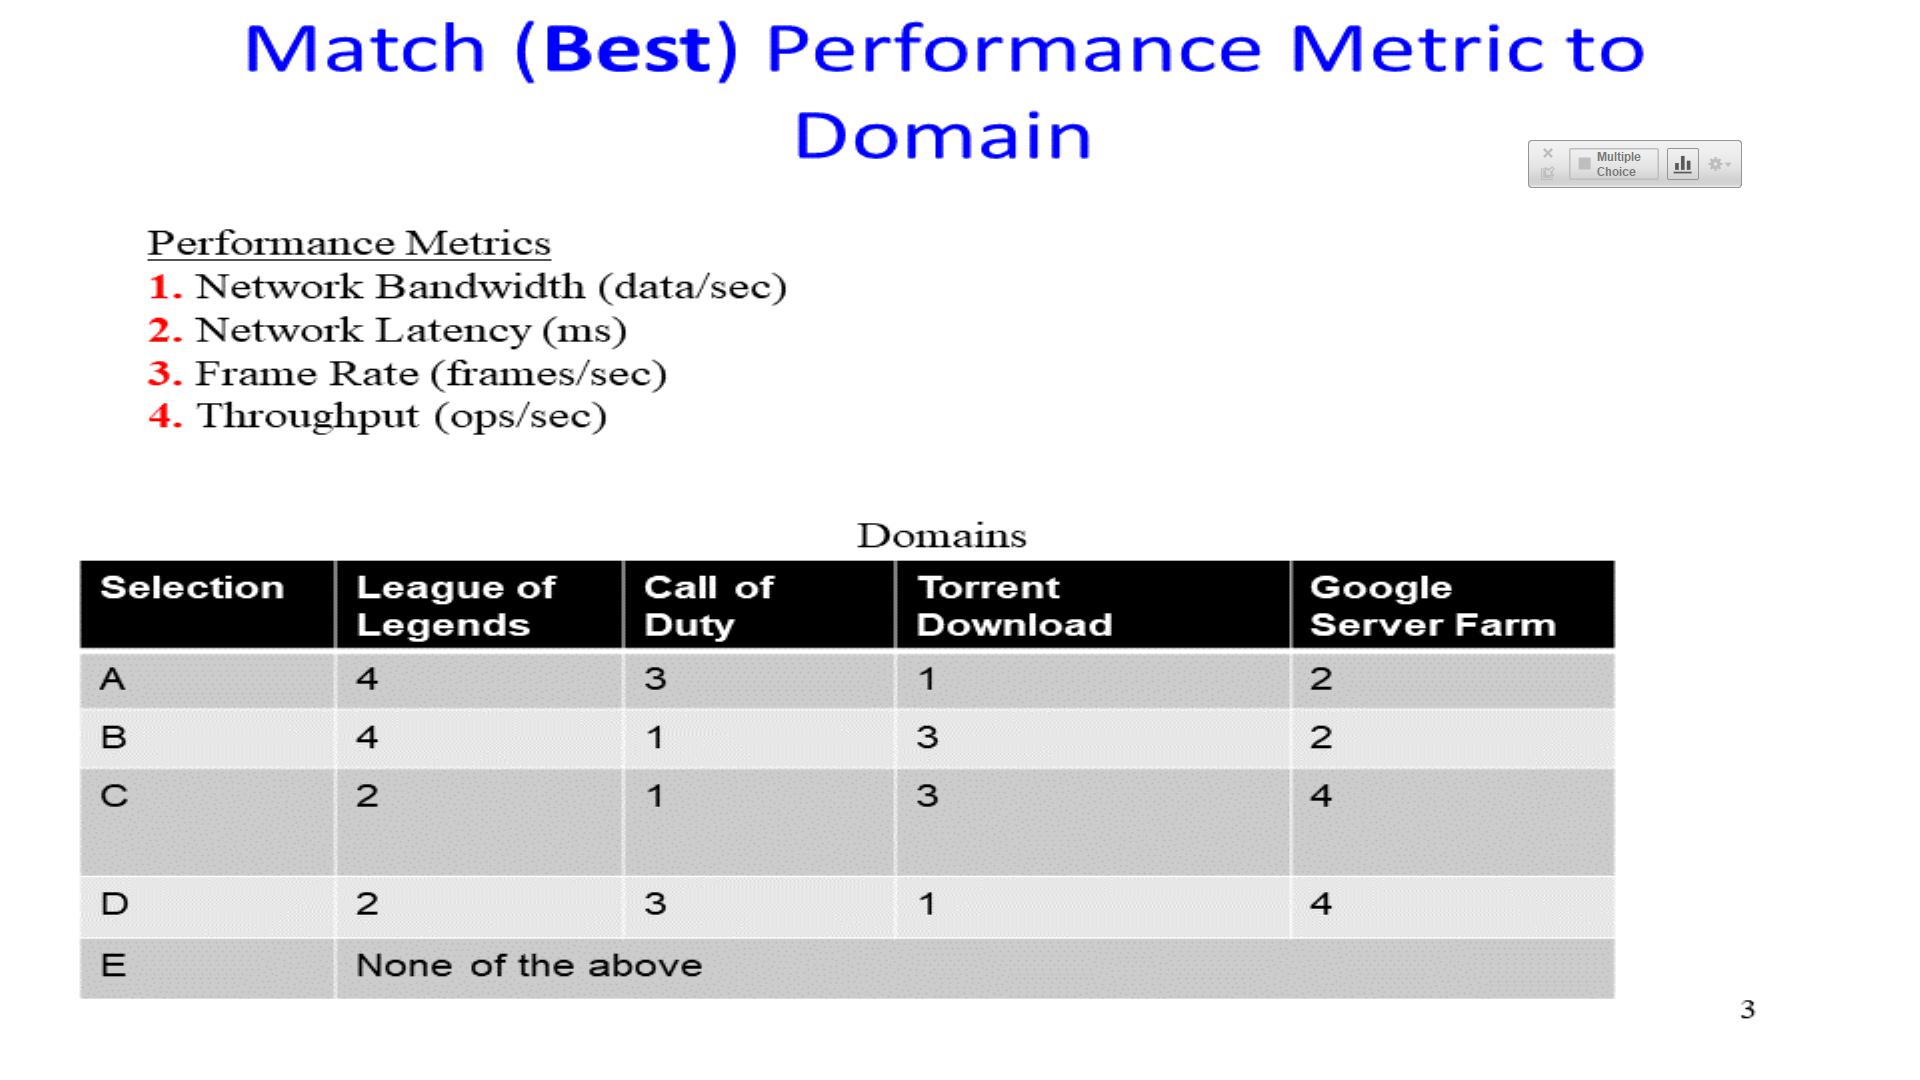 Match (Best) Performance Metric to
Domain
Multiple
Choice
Performance Metrics
1. Network Bandwidth (data/sec)
2. Network Latency (ms)
3. Frame Rate (frames/sec)
4. Throughput (ops/sec)
Domains
Selection League of Legends Call of Duty Torrent Download Google Server Farm
A 4 3 1 2
B 4 1 3 2
C 2 1 3 4
D 2 3 1 4
E None of the above
3